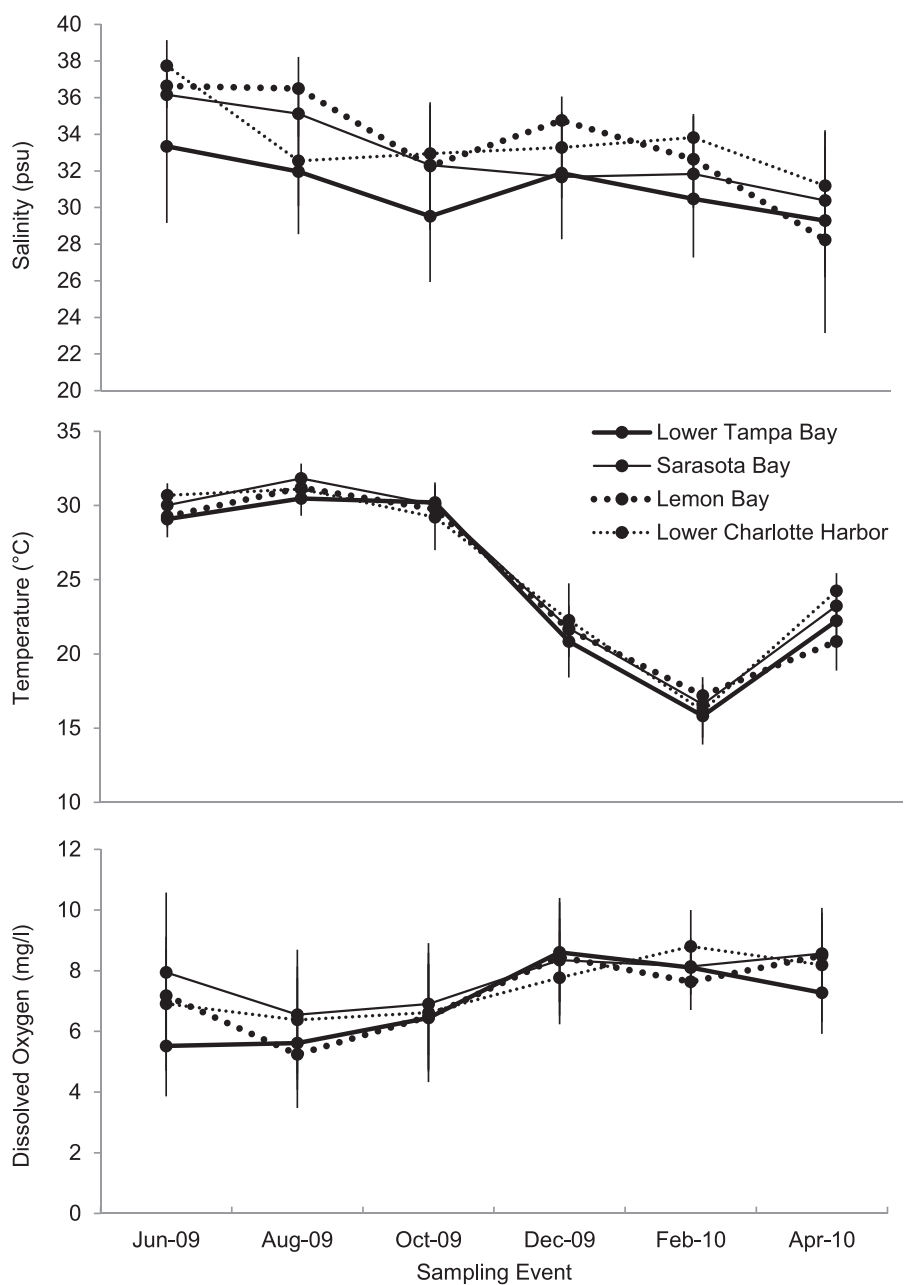 40
38
36
34
32
30
28
26
24
22
20
Salinity (psu)
35
30
25
20
15
10
Temperature (°C)
Lower Tampa Bay
Sarasota Bay
Lemon Bay
Lower Charlotte Harbor
12
10
8
6
4
2
0
Dissolved Oxygen (mg/l)
Jun-09 Aug-09 Oct-09 Dec-09 Feb-10 Apr-10
Sampling Event